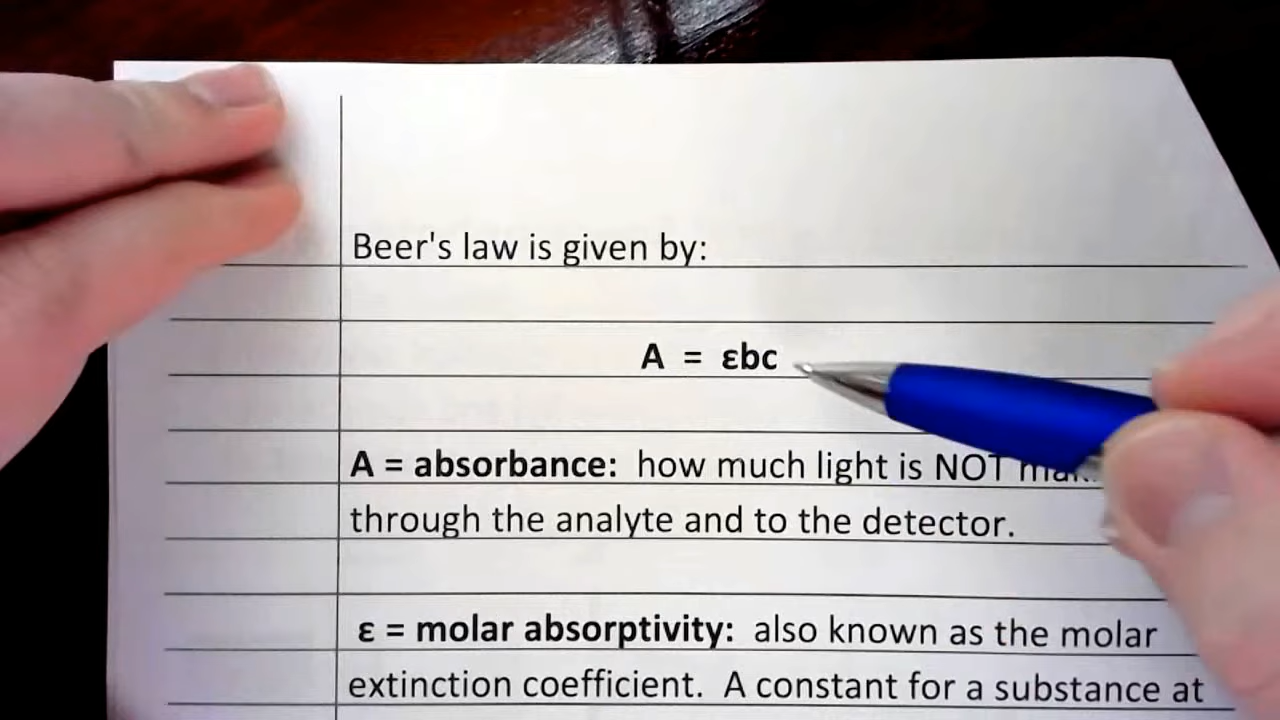 Beer's law is given by:
A = εbc
A = absorbance: how much light is NOT
through the analyte and to the detector.
ε = molar absorptivity: also known as the molar
extinction coefficient. A constant for a substance at